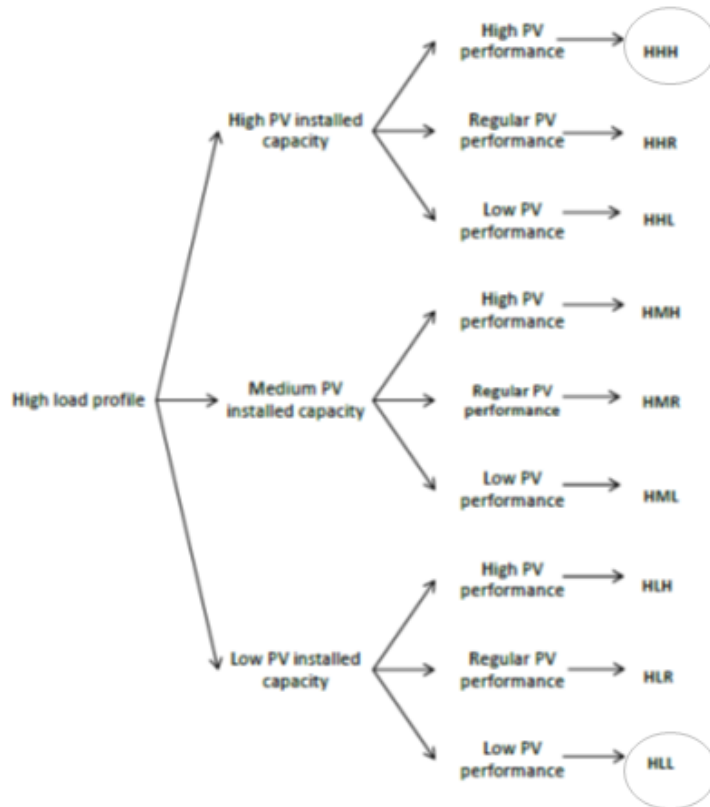 High PV
performance
HHH
High PV installed
capacity
Regular PV
performance
HHR
Low PV
performance
HHL
High PV
performance
HMH
High load profile
Medium PV
installed capacity
Regular PV
performance
HMR
Low PV
performance
HML
High PV
performance
HLH
Low PV installed
capacity
Regular PV
performance
HLR
Low PV
performance
HLL